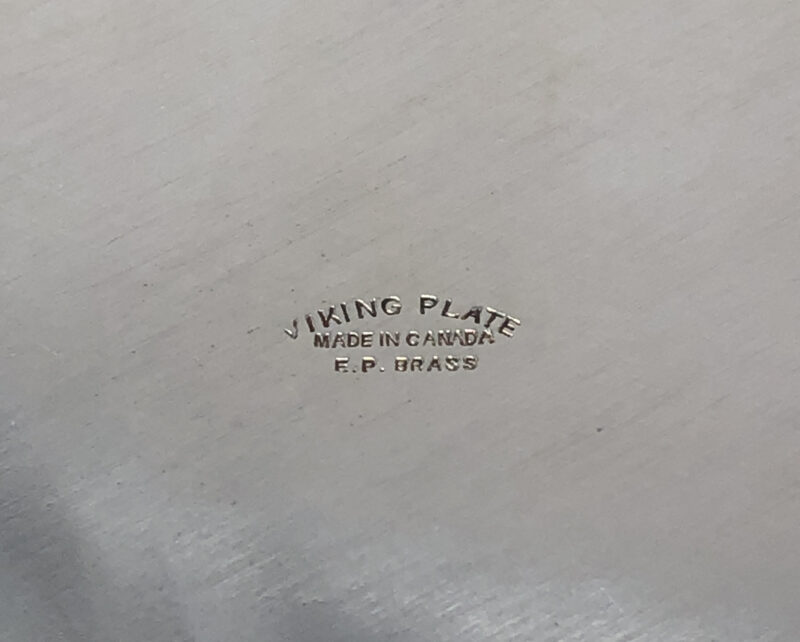 VIKING PLATE
MADE IN CANADA
E.P. BRASS